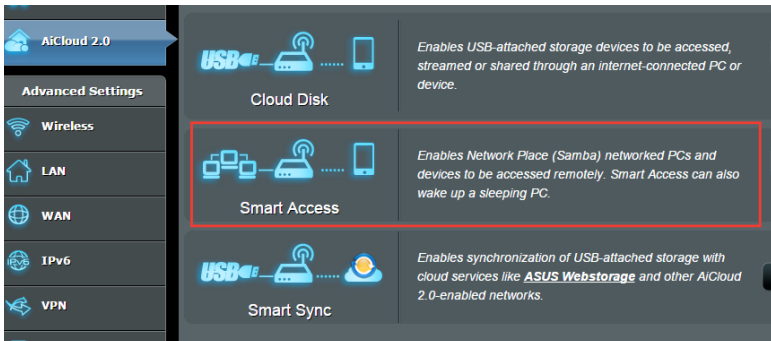 AiCloud 2.0
Advanced Settings
Wireless
LAN
WAN
IPv6
VPN
USB
Cloud Disk
Enables USB-attached storage devices to be accessed,
streamed or shared through an internet-connected PC or
device.
Smart Access
Enables Network Place (Samba) networked PCs and
devices to be accessed remotely. Smart Access can also
wake up a sleeping PC.
USB
Smart Sync
Enables synchronization of USB-attached storage with
cloud services like ASUS Webstorage and other AiCloud
2.0-enabled networks.